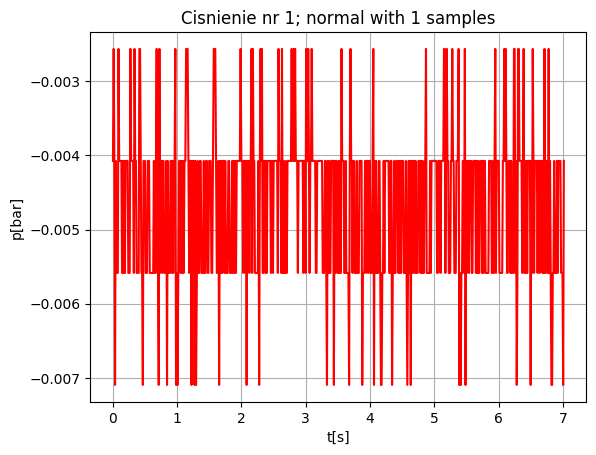 Cisnienie nr 1; normal with 1 samples
−0.003
−0.004
−0.005
−0.006
−0.007
p[bar]
0 1 2 3 4 5 6 7
t[s]